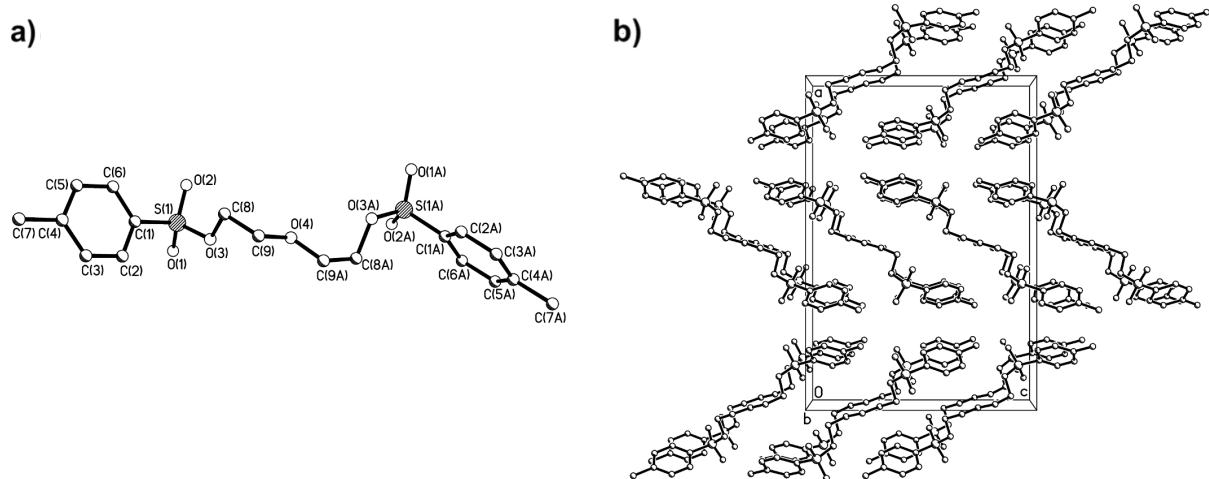 a)
b)
C(6)
C(5)
O(2)
S(1)
C(8)
C(7)
C(4)
C(1)
C(3)
C(2)
O(1)
O(3)
C(9)
O(4)
O(1A)
O(3A)
S(1A)
O(2A)
C(2A)
C(1A)
C(3A)
C(9A)
C(8A)
C(6A)
C(4A)
C(5A)
C(7A)
a
0
c
b